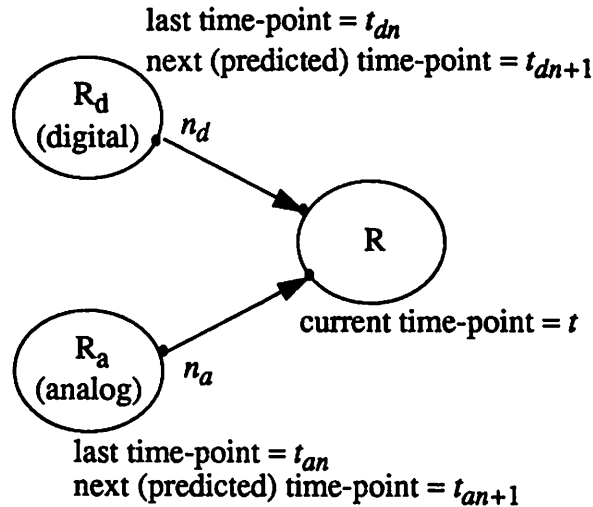 last time-point = t_dn
next (predicted) time-point = t_dn+1
R_d
(digital)
n_d
R
current time-point = t
R_a
(analog)
n_a
last time-point = t_an
next (predicted) time-point = t_an+1